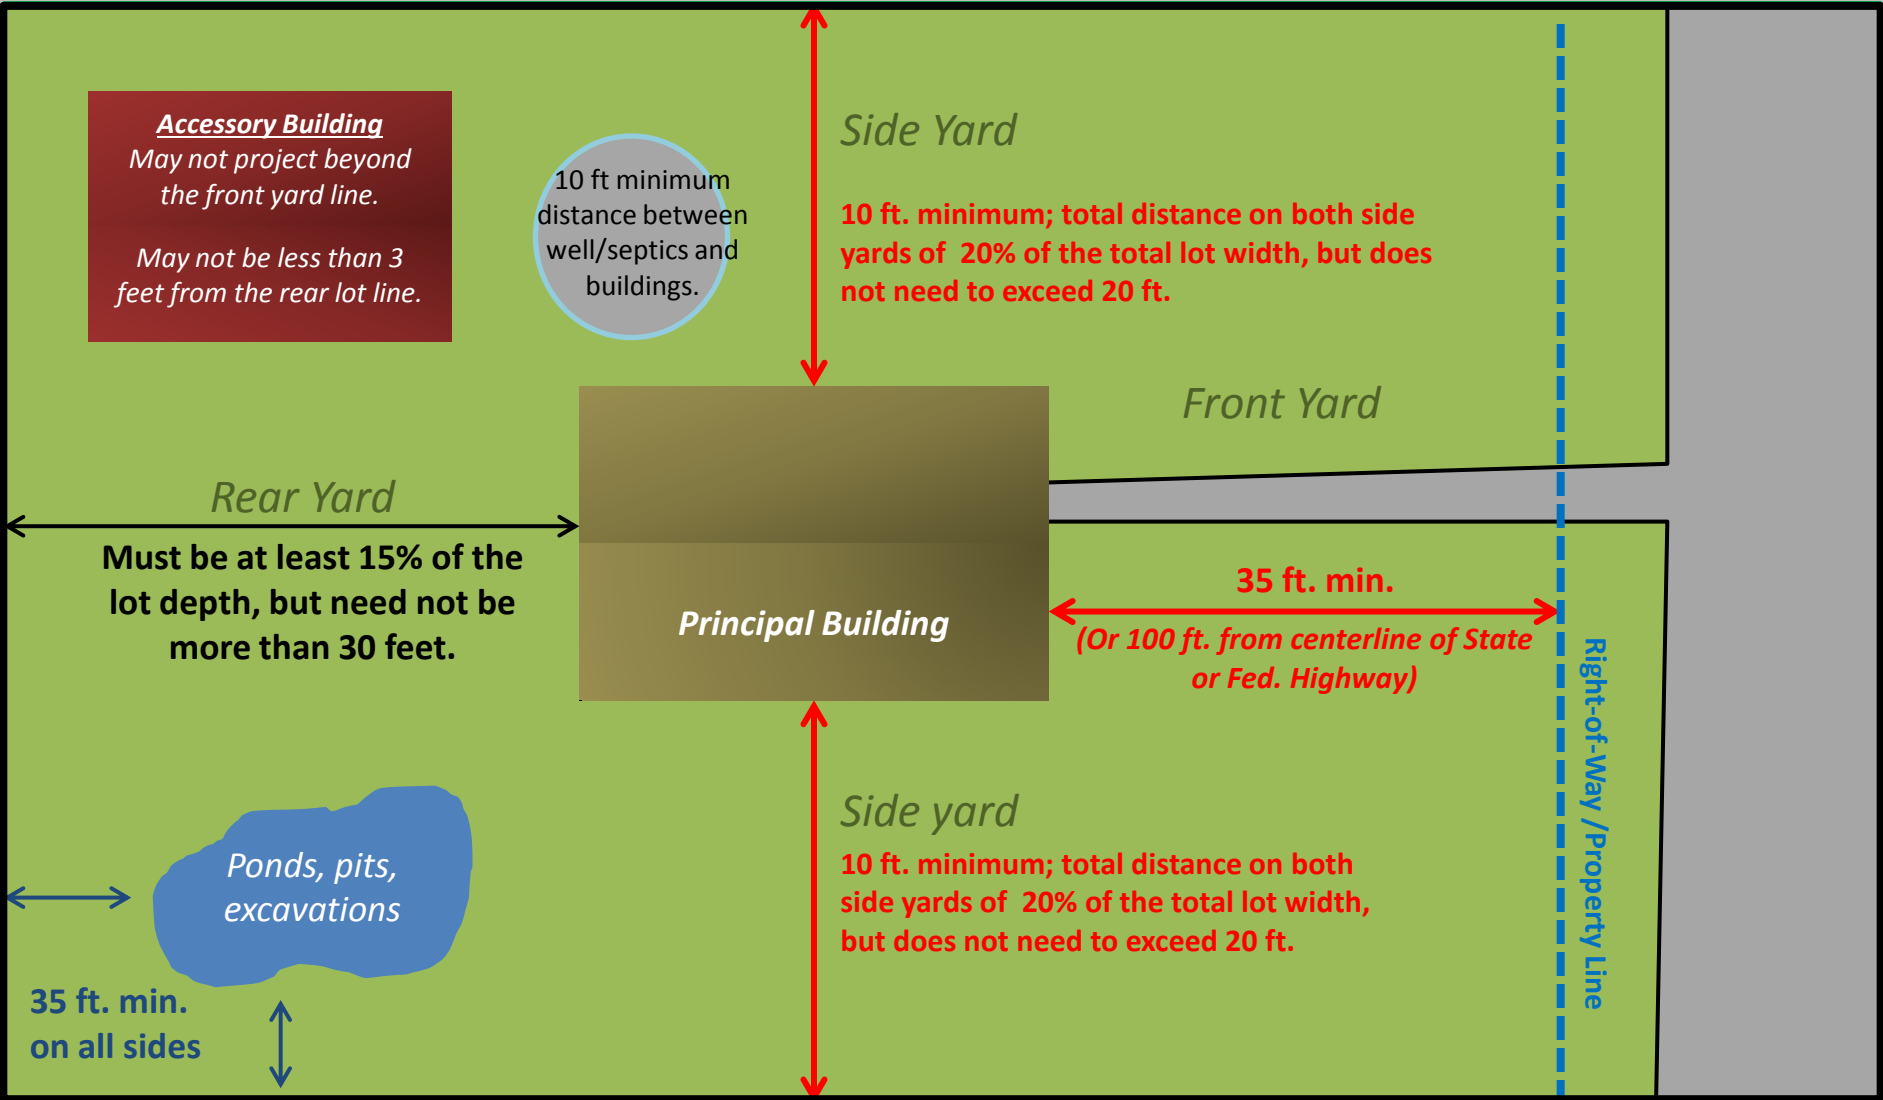 Accessory Building
May not project beyond
the front yard line.
May not be less than 3
feet from the rear lot line.
10 ft minimum
distance between
well/septics and
buildings.
Side Yard
10 ft. minimum; total distance on both side
yards of 20% of the total lot width, but does
not need to exceed 20 ft.
Front Yard
Rear Yard
Must be at least 15% of the
lot depth, but need not be
more than 30 feet.
Principal Building
35 ft. min.
(Or 100 ft. from centerline of State
or Fed. Highway)
Right-of-Way /Property Line
Side yard
10 ft. minimum; total distance on both
side yards of 20% of the total lot width,
but does not need to exceed 20 ft.
Ponds, pits,
excavations
35 ft. min.
on all sides